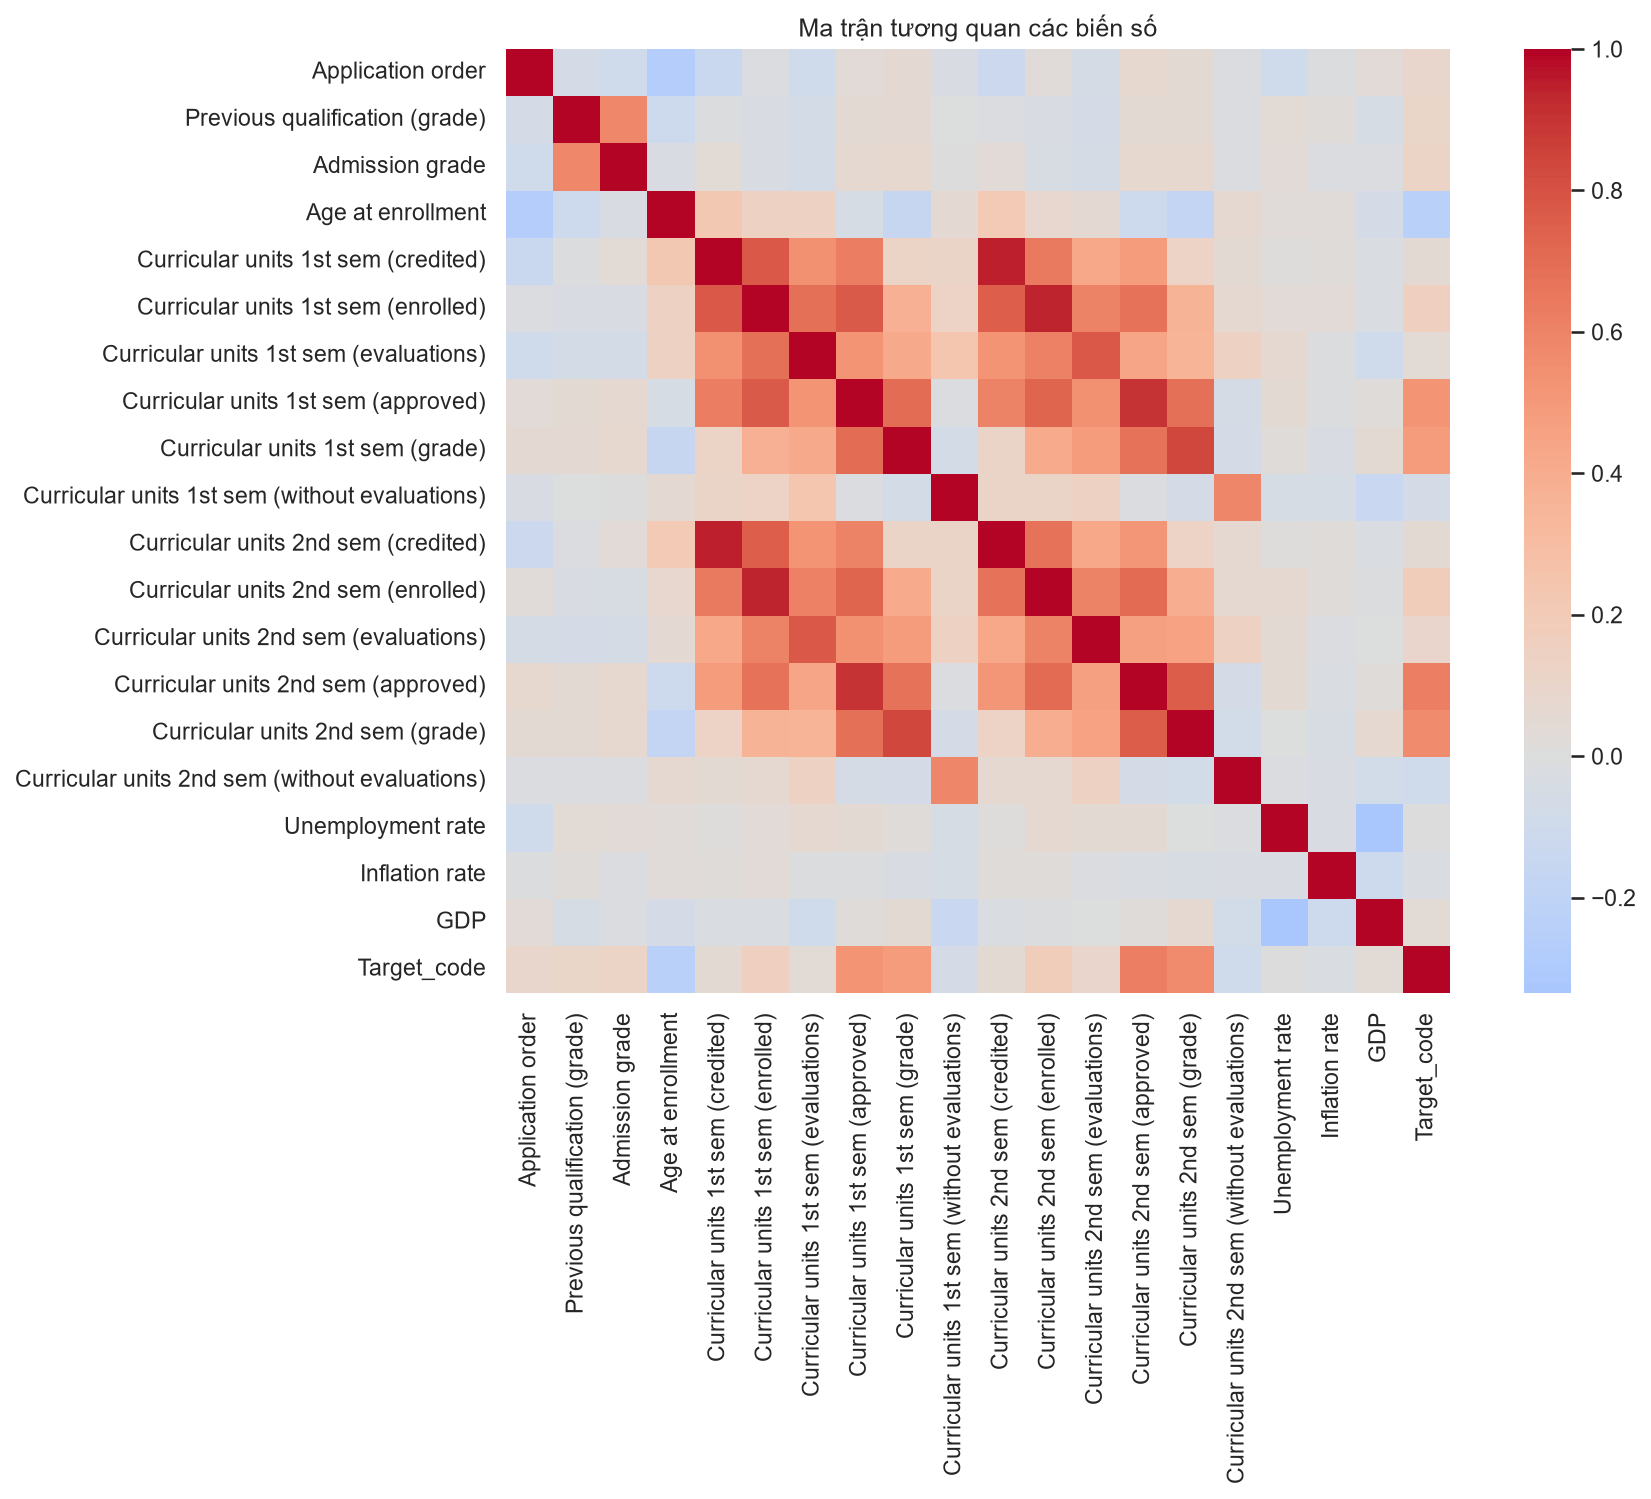 Ma trận tương quan các biến số
Application order
Previous qualification (grade)
Admission grade
Age at enrollment
Curricular units 1st sem (credited)
Curricular units 1st sem (enrolled)
Curricular units 1st sem (evaluations)
Curricular units 1st sem (approved)
Curricular units 1st sem (grade)
Curricular units 1st sem (without evaluations)
Curricular units 2nd sem (credited)
Curricular units 2nd sem (enrolled)
Curricular units 2nd sem (evaluations)
Curricular units 2nd sem (approved)
Curricular units 2nd sem (grade)
Curricular units 2nd sem (without evaluations)
Unemployment rate
Inflation rate
GDP
Target_code
Application order
Previous qualification (grade)
Admission grade
Age at enrollment
Curricular units 1st sem (credited)
Curricular units 1st sem (enrolled)
Curricular units 1st sem (evaluations)
Curricular units 1st sem (approved)
Curricular units 1st sem (grade)
Curricular units 1st sem (without evaluations)
Curricular units 2nd sem (credited)
Curricular units 2nd sem (enrolled)
Curricular units 2nd sem (evaluations)
Curricular units 2nd sem (approved)
Curricular units 2nd sem (grade)
Curricular units 2nd sem (without evaluations)
Unemployment rate
Inflation rate
GDP
Target_code
1.0
0.8
0.6
0.4
0.2
0.0
−0.2